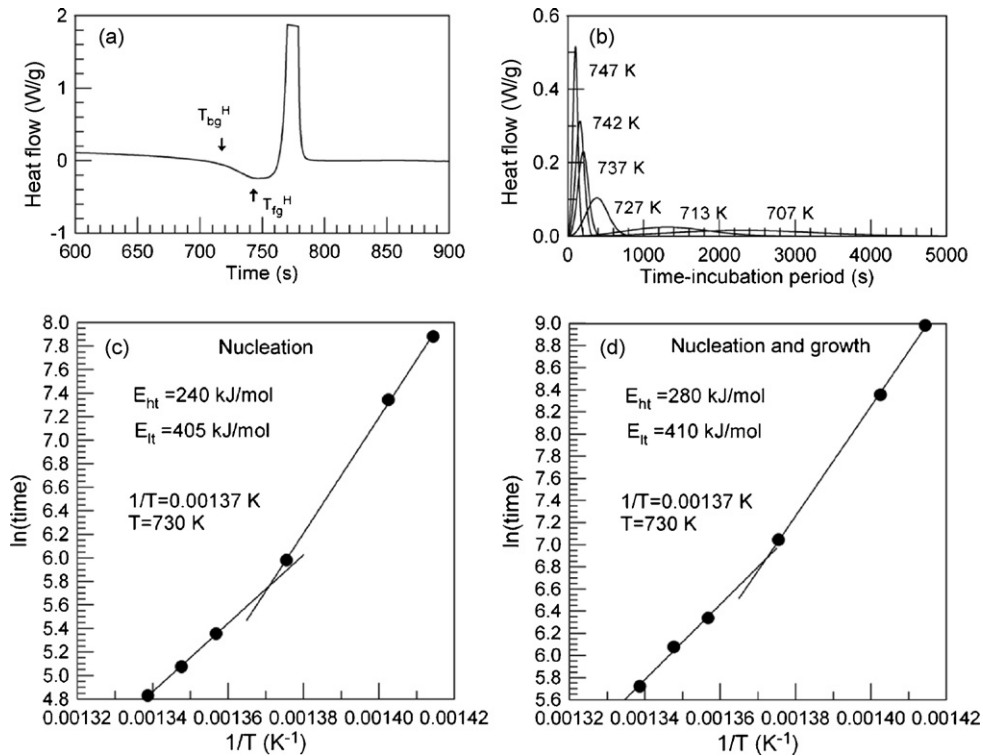 (a)
2
1
0
-1
Heat flow (W/g)
T_bg^H
T_fg^H
600 650 700 750 800 850 900
Time (s)
(b)
0.6
0.4
0.2
0.0
Heat flow (W/g)
747 K
742 K
737 K
727 K 713 K 707 K
0 1000 2000 3000 4000 5000
Time-incubation period (s)
(c) Nucleation
8.0
7.8
7.6
7.4
7.2
7.0
6.8
6.6
6.4
6.2
6.0
5.8
5.6
5.4
5.2
5.0
4.8
ln(time)
E_ht=240 kJ/mol
E_lt=405 kJ/mol
1/T=0.00137 K
T=730 K
0.00132 0.00134 0.00136 0.00138 0.00140 0.00142
1/T (K⁻¹)
(d) Nucleation and growth
9.0
8.8
8.6
8.4
8.2
8.0
7.8
7.6
7.4
7.2
7.0
6.8
6.6
6.4
6.2
6.0
5.8
5.6
ln(time)
E_ht=280 kJ/mol
E_lt=410 kJ/mol
1/T=0.00137 K
T=730 K
0.00132 0.00134 0.00136 0.00138 0.00140 0.00142
1/T (K⁻¹)